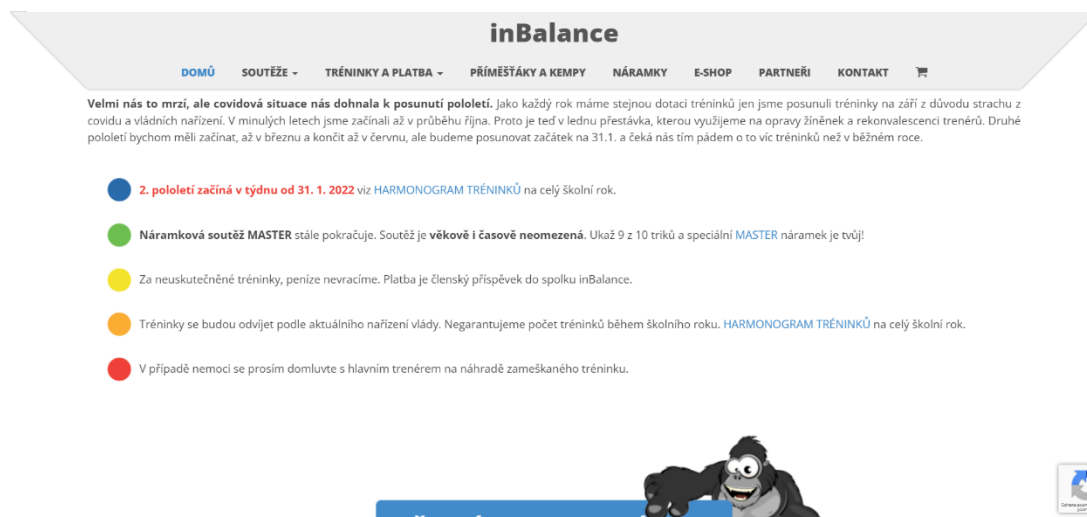 inBalance
DOMŮ SOUTĚŽE TRÉNINKY A PLATBA PŘÍMĚŠŤÁKY A KEMPY NÁRAMKY E-SHOP PARTNEŘI KONTAKT
Velmi nás to mrzí, ale covidová situace nás dohnala k posunutí pololetí. Jako každý rok máme stejnou dotaci tréninků jen jsme posunuli tréninky na září z důvodu strachu z
covidu a vládních nařízení. V minulých letech jsme začínali až v průběhu října. Proto je teď v lednu přestávka, kterou využijeme na opravy žíněnek a rekonvalescenci trenérů. Druhé
pololetí bychom měli začínat, až v březnu a končit až v červnu, ale budeme posunovat začátek na 31.1. a čeká nás tím pádem o to víc tréninků než v běžném roce.
2. pololetí začíná v týdnu od 31. 1. 2022 viz HARMONOGRAM TRÉNINKŮ na celý školní rok.
Náramková soutěž MASTER stále pokračuje. Soutěž je věkově i časově neomezená. Ukaž 9 z 10 triků a speciální MASTER náramek je tvůj!
Za neuskutečněné tréninky, peníze nevracíme. Platba je členský příspěvek do spolku inBalance.
Tréninky se budou odvíjet podle aktuálního nařízení vlády. Negarantujeme počet tréninků během školního roku. HARMONOGRAM TRÉNINKŮ na celý školní rok.
V případě nemoci se prosím domluvte s hlavním trenérem na náhradě zameškaného tréninku.